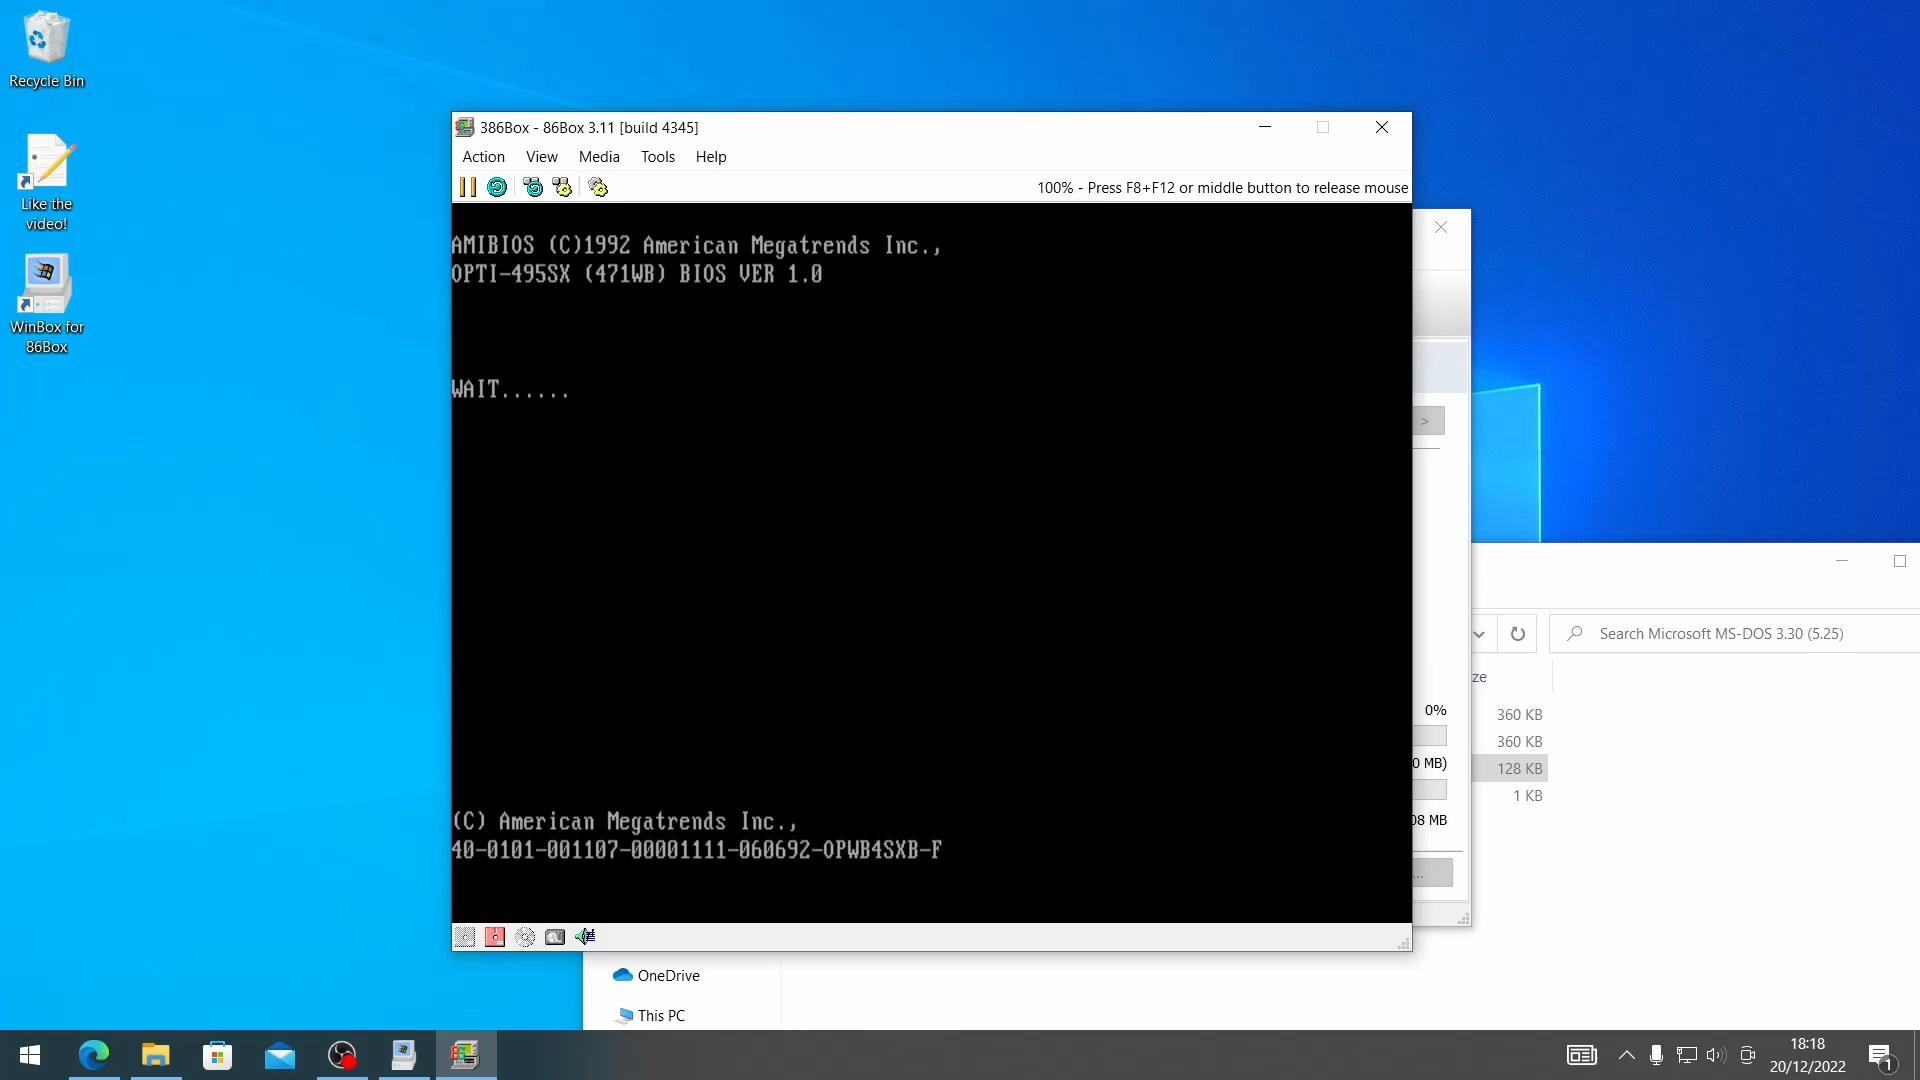 Recycle Bin
Like the
video!
WinBox for
86Box
386Box - 86Box 3.11 [build 4345]
Action View Media Tools Help
100% - Press F8+F12 or middle button to release mouse
AMIBIOS (C)1992 American Megatrends Inc.,
OPTI-495SX (471WB) BIOS VER 1.0
WAIT......
(C) American Megatrends Inc.,
40-0101-001107-00001111-060692-OPWB4SXB-F
>
0%
0 MB)
08 MB
...
Search Microsoft MS-DOS 3.30 (5.25)
ze
360 KB
360 KB
128 KB
1 KB
OneDrive
This PC
18:18
20/12/2022
1